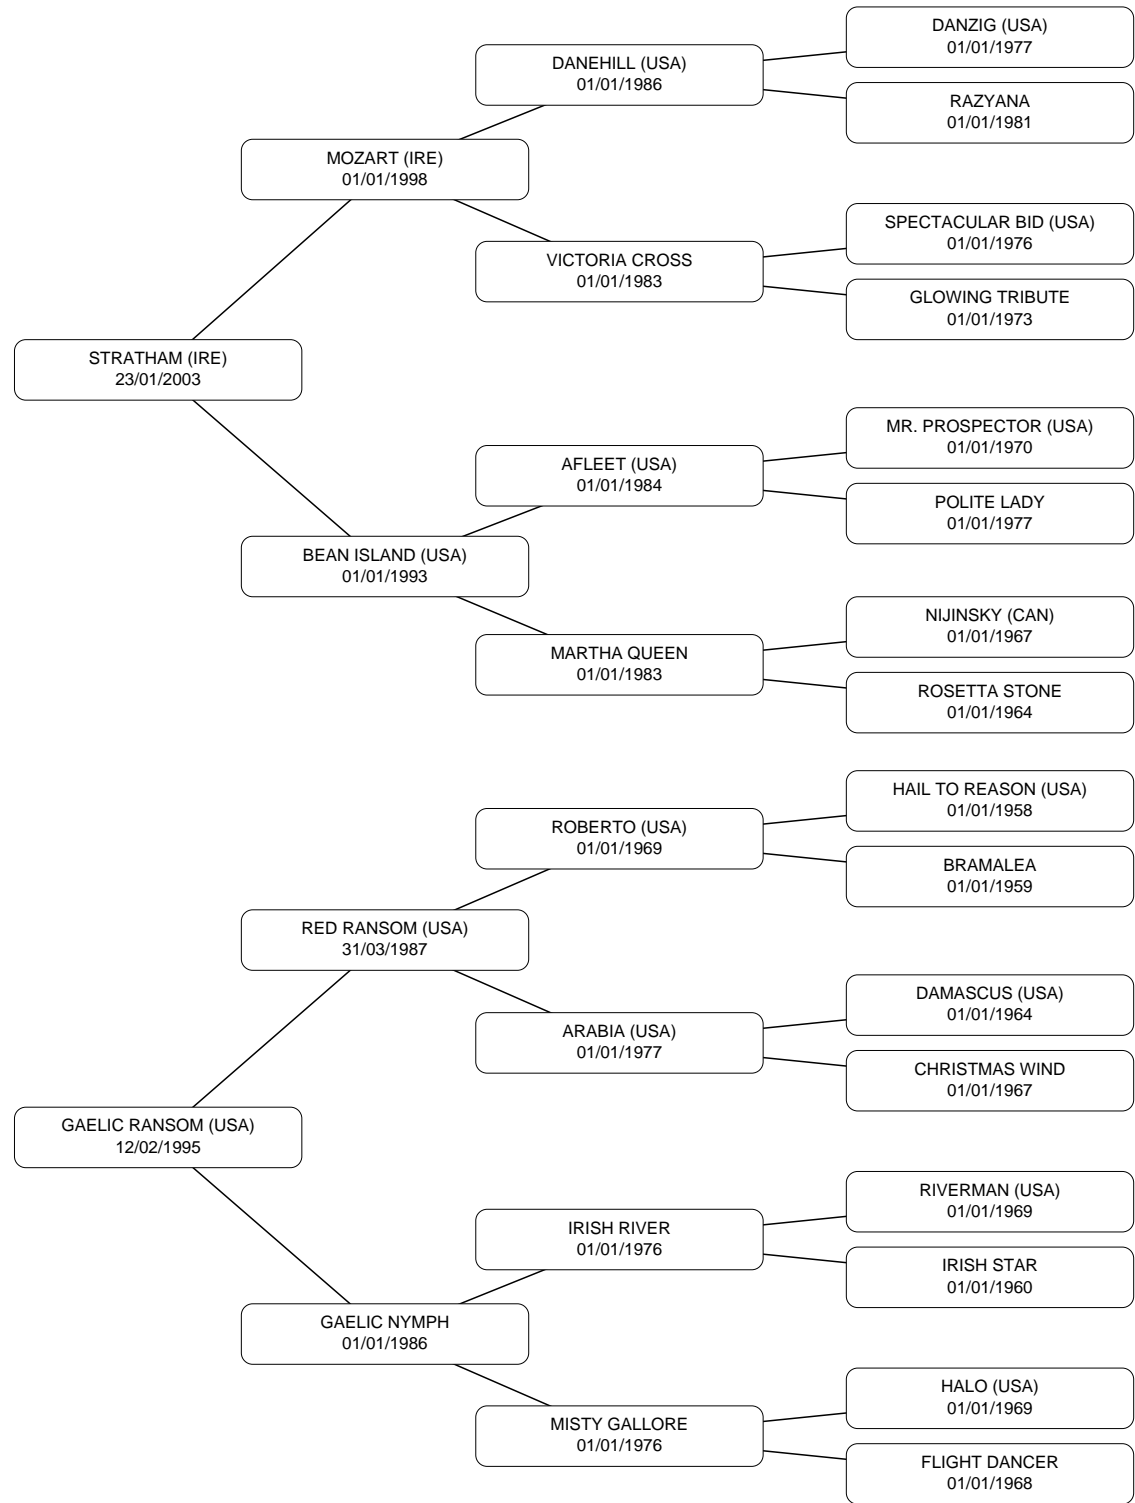 DANZIG (USA)
01/01/1977
DANEHILL (USA)
01/01/1986
RAZYANA
01/01/1981
MOZART (IRE)
01/01/1998
SPECTACULAR BID (USA)
01/01/1976
VICTORIA CROSS
01/01/1983
GLOWING TRIBUTE
01/01/1973
STRATHAM (IRE)
23/01/2003
MR. PROSPECTOR (USA)
01/01/1970
AFLEET (USA)
01/01/1984
POLITE LADY
01/01/1977
BEAN ISLAND (USA)
01/01/1993
NIJINSKY (CAN)
01/01/1967
MARTHA QUEEN
01/01/1983
ROSETTA STONE
01/01/1964
HAIL TO REASON (USA)
01/01/1958
ROBERTO (USA)
01/01/1969
BRAMALEA
01/01/1959
RED RANSOM (USA)
31/03/1987
DAMASCUS (USA)
01/01/1964
ARABIA (USA)
01/01/1977
CHRISTMAS WIND
01/01/1967
GAELIC RANSOM (USA)
12/02/1995
RIVERMAN (USA)
01/01/1969
IRISH RIVER
01/01/1976
IRISH STAR
01/01/1960
GAELIC NYMPH
01/01/1986
HALO (USA)
01/01/1969
MISTY GALLORE
01/01/1976
FLIGHT DANCER
01/01/1968